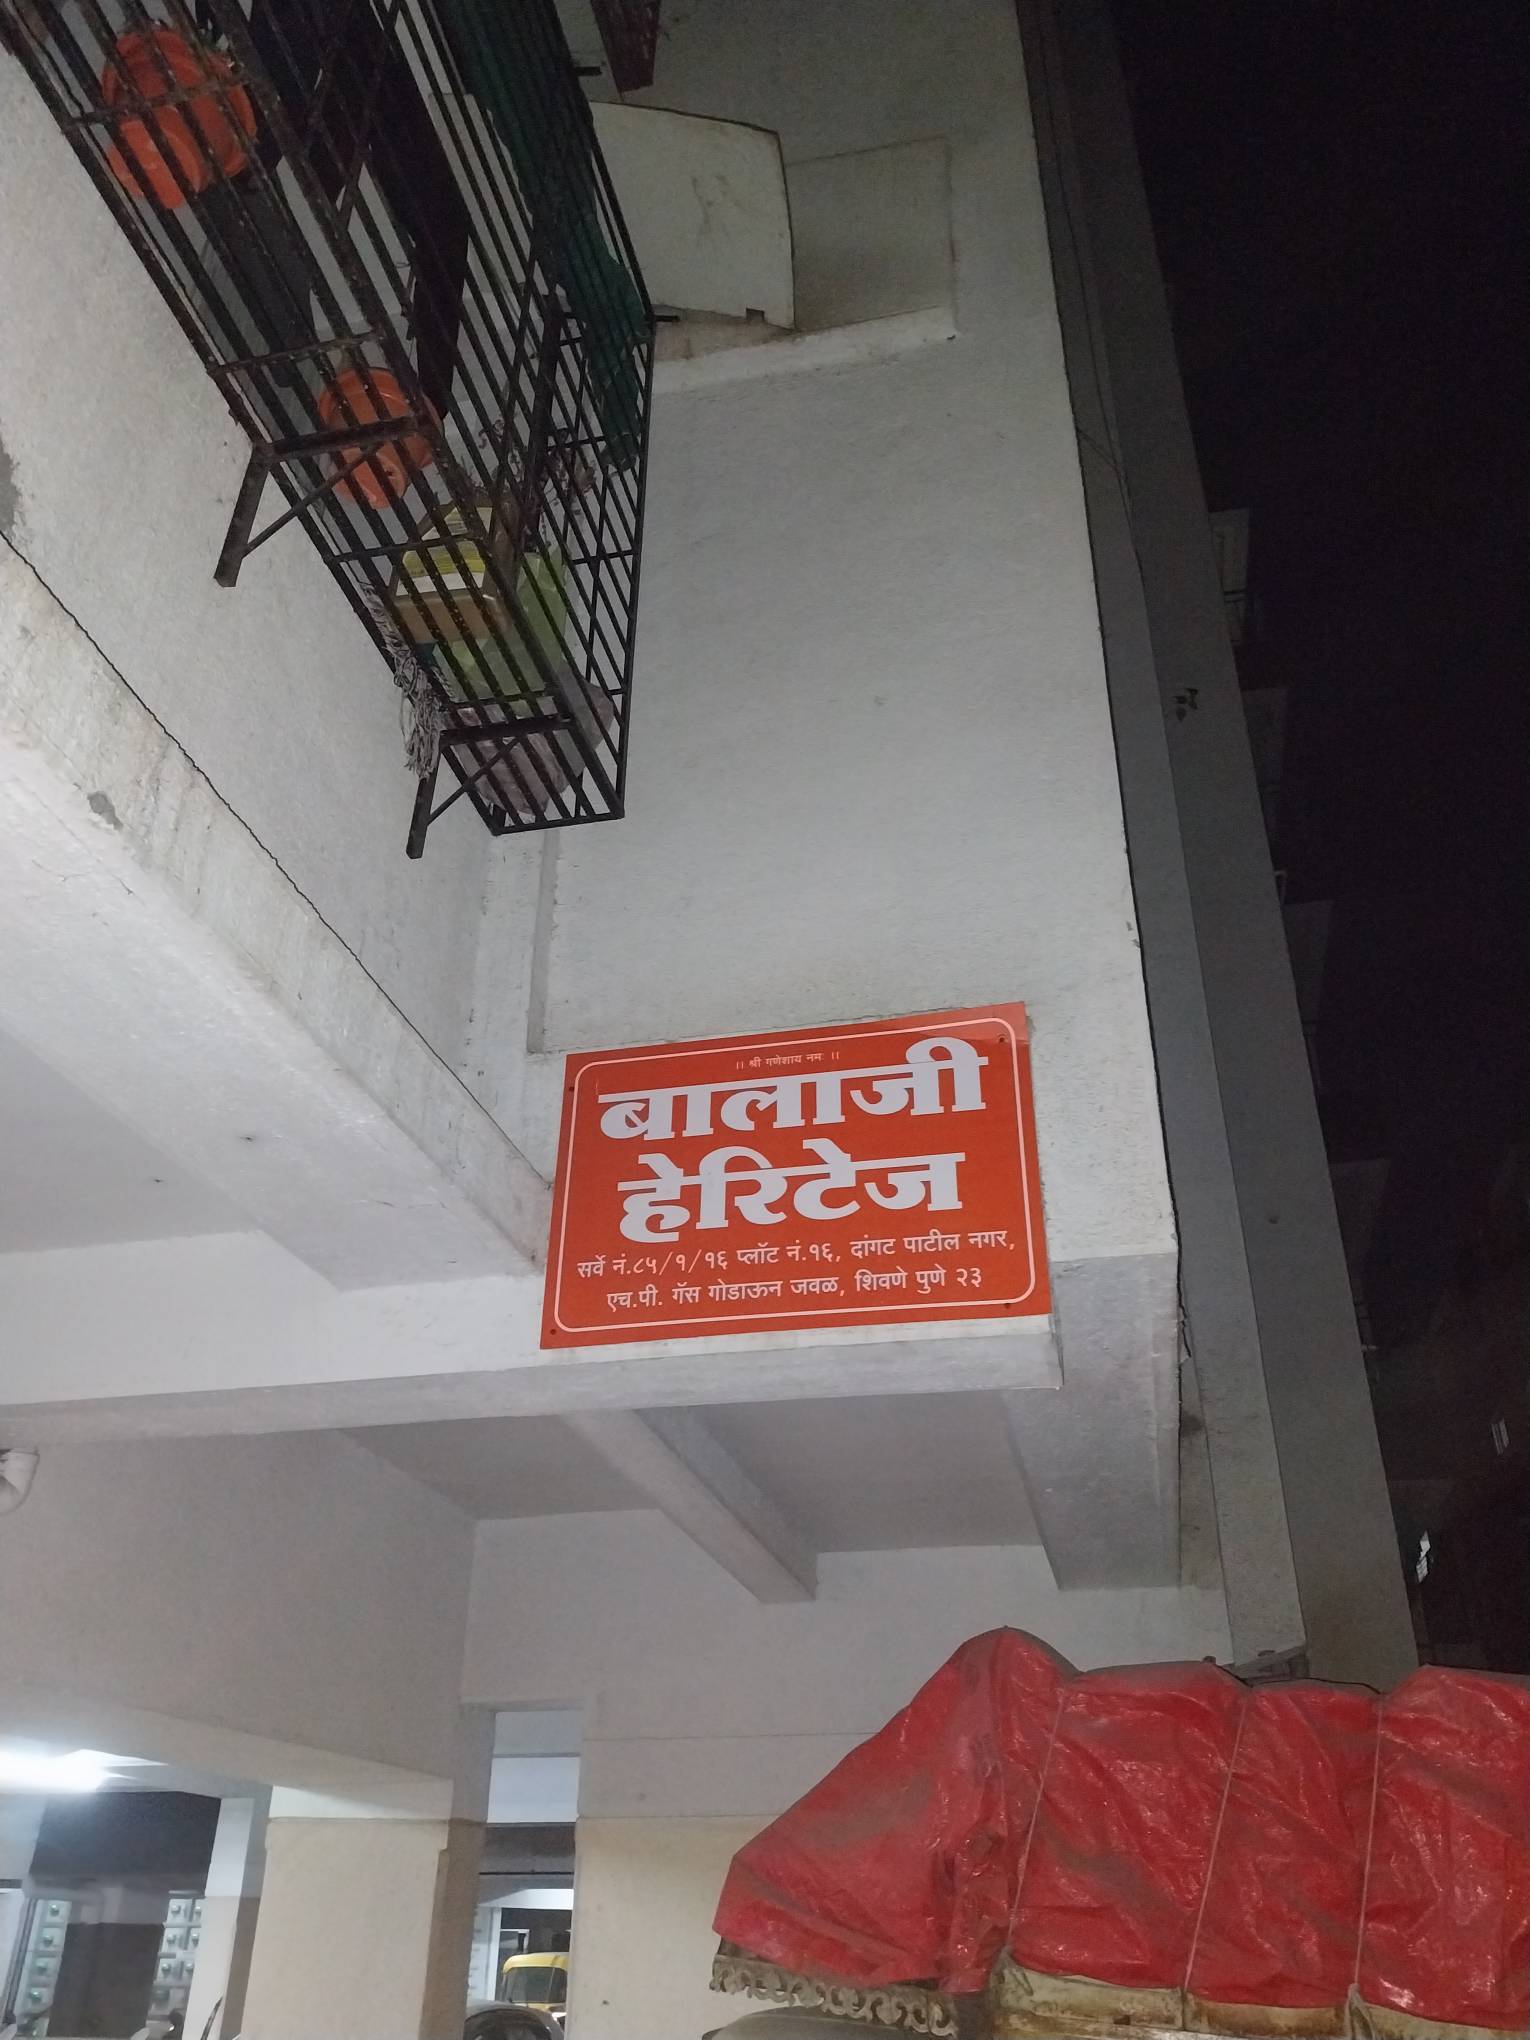 ।। श्री गणेशाय नमः ।।
बालाजी
हेरिटेज
सर्वे नं.८५/१/१६ प्लॉट नं.१६, दांगट पाटील नगर,
एच.पी. गॅस गोडाऊन जवळ, शिवणे पुणे २३